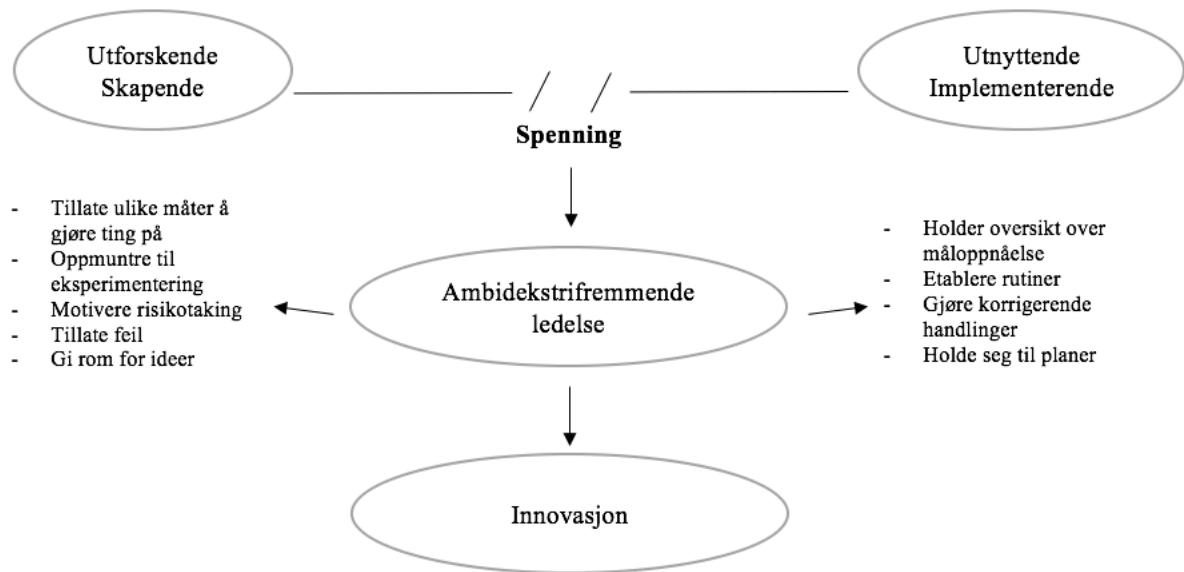 Utforskende
Skapende
Utnyttende
Implementerende
Spenning
- Tillate ulike måter å
gjøre ting på
- Oppmuntre til
eksperimentering
- Motivere risikotaking
- Tillate feil
- Gi rom for ideer
Ambidekstrifremmende
ledelse
- Holder oversikt over
måloppnåelse
- Etablere rutiner
- Gjøre korrigerende
handlinger
- Holde seg til planer
Innovasjon